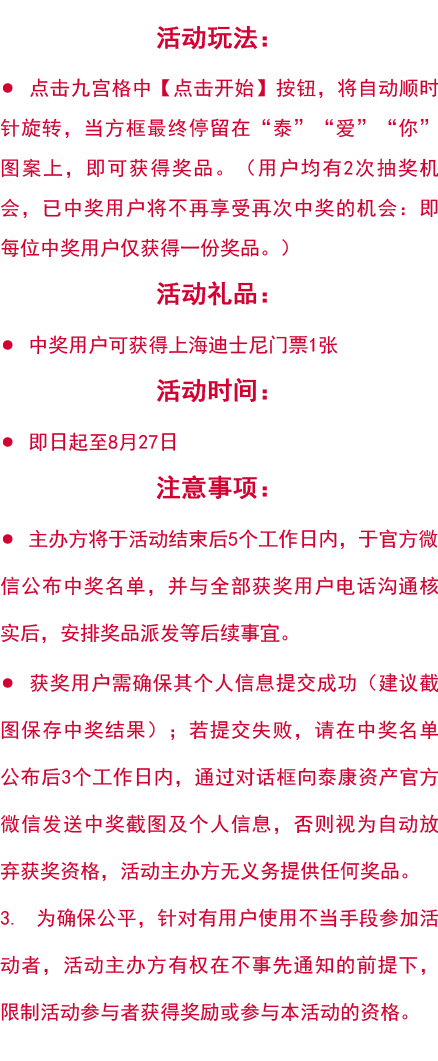 活动玩法：
● 点击九宫格中【点击开始】按钮，将自动顺时
针旋转，当方框最终停留在“泰”“爱”“你”
图案上，即可获得奖品。（用户均有2次抽奖机
会，已中奖用户将不再享受再次中奖的机会：即
每位中奖用户仅获得一份奖品。）
活动礼品：
● 中奖用户可获得上海迪士尼门票1张
活动时间：
● 即日起至8月27日
注意事项：
● 主办方将于活动结束后5个工作日内，于官方微
信公布中奖名单，并与全部获奖用户电话沟通核
实后，安排奖品派发等后续事宜。
● 获奖用户需确保其个人信息提交成功（建议截
图保存中奖结果）；若提交失败，请在中奖名单
公布后3个工作日内，通过对话框向泰康资产官方
微信发送中奖截图及个人信息，否则视为自动放
弃获奖资格，活动主办方无义务提供任何奖品。
3. 为确保公平，针对有用户使用不当手段参加活
动者，活动主办方有权在不事先通知的前提下，
限制活动参与者获得奖励或参与本活动的资格。